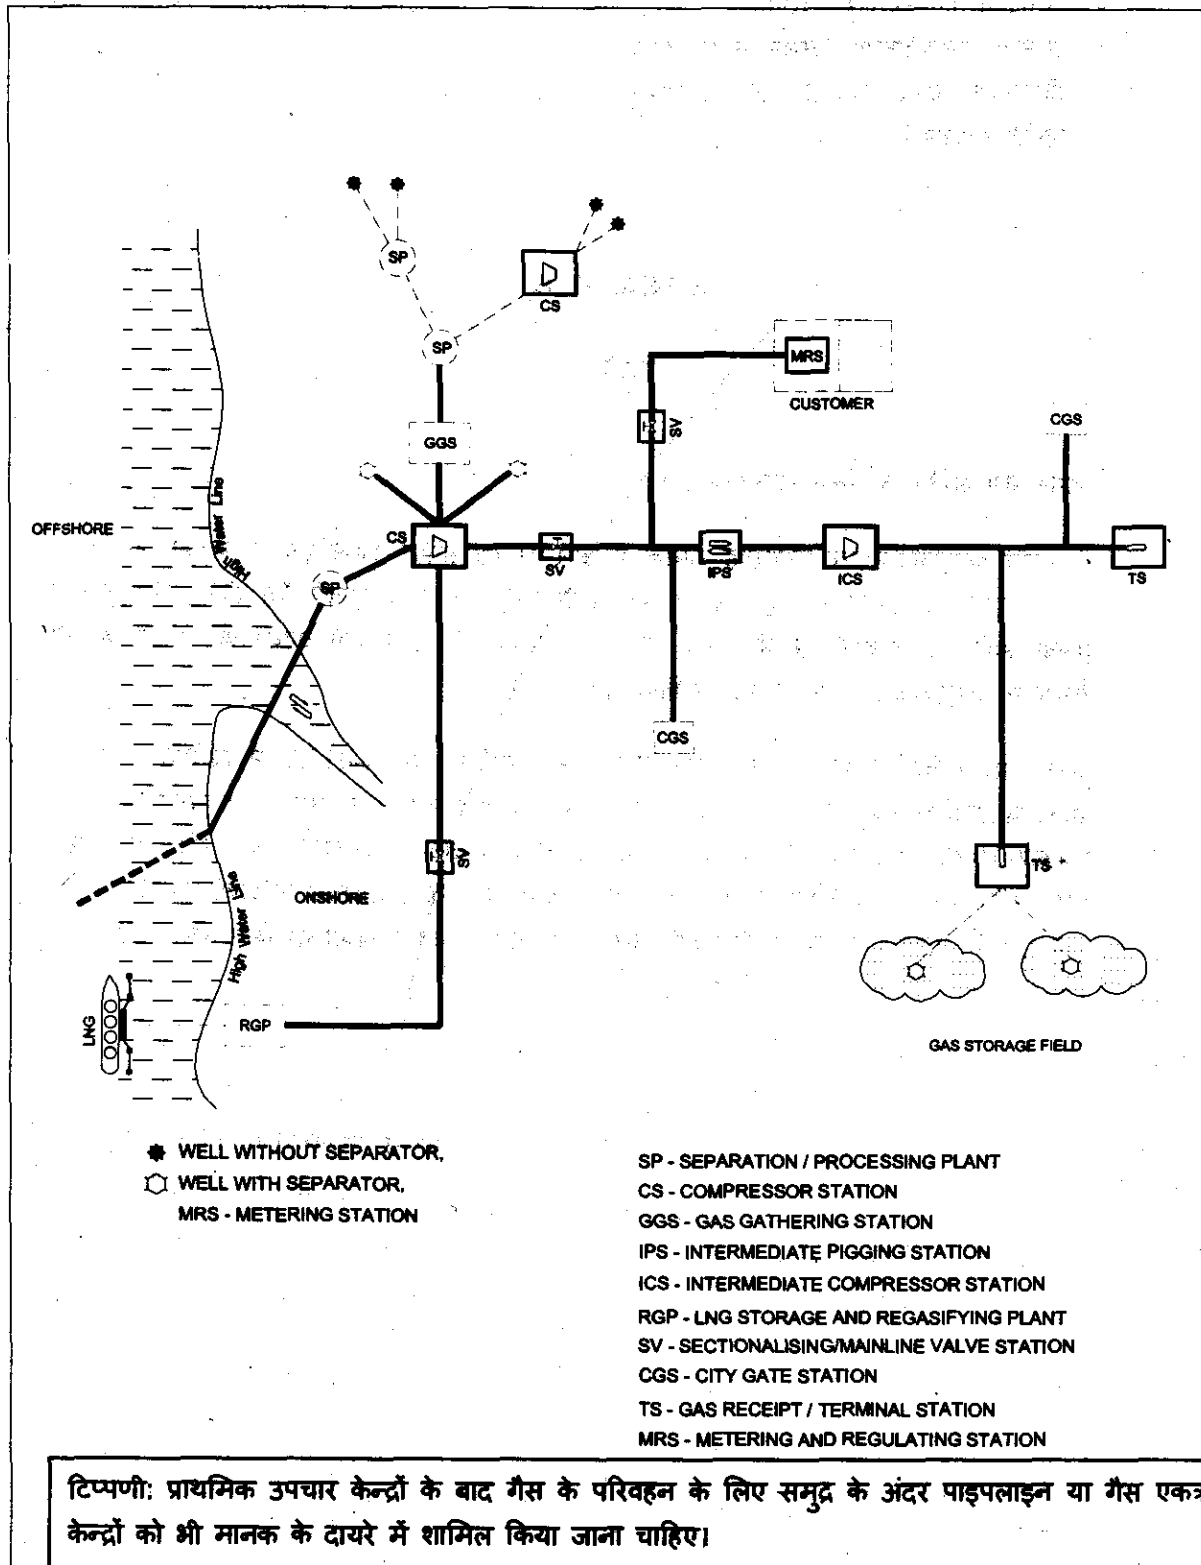 SP
CS
SP
MRS
CUSTOMER
SV
CGS
GGS
High Water Line
OFFSHORE
CS
SV
IPS
ICS
TS
SP
CGS
SV
TS
ONSHORE
High Water Line
LNG
RGP
GAS STORAGE FIELD
WELL WITHOUT SEPARATOR,
WELL WITH SEPARATOR,
MRS - METERING STATION
SP - SEPARATION / PROCESSING PLANT
CS - COMPRESSOR STATION
GGS - GAS GATHERING STATION
IPS - INTERMEDIATE PIGGING STATION
ICS - INTERMEDIATE COMPRESSOR STATION
RGP - LNG STORAGE AND REGASIFYING PLANT
SV - SECTIONALISING/MAINLINE VALVE STATION
CGS - CITY GATE STATION
TS - GAS RECEIPT / TERMINAL STATION
MRS - METERING AND REGULATING STATION
टिप्पणी: प्राथमिक उपचार केन्द्रों के बाद गैस के परिवहन के लिए समुद्र के अंदर पाइपलाइन या गैस एकत्र
केन्द्रों को भी मानक के दायरे में शामिल किया जाना चाहिए।